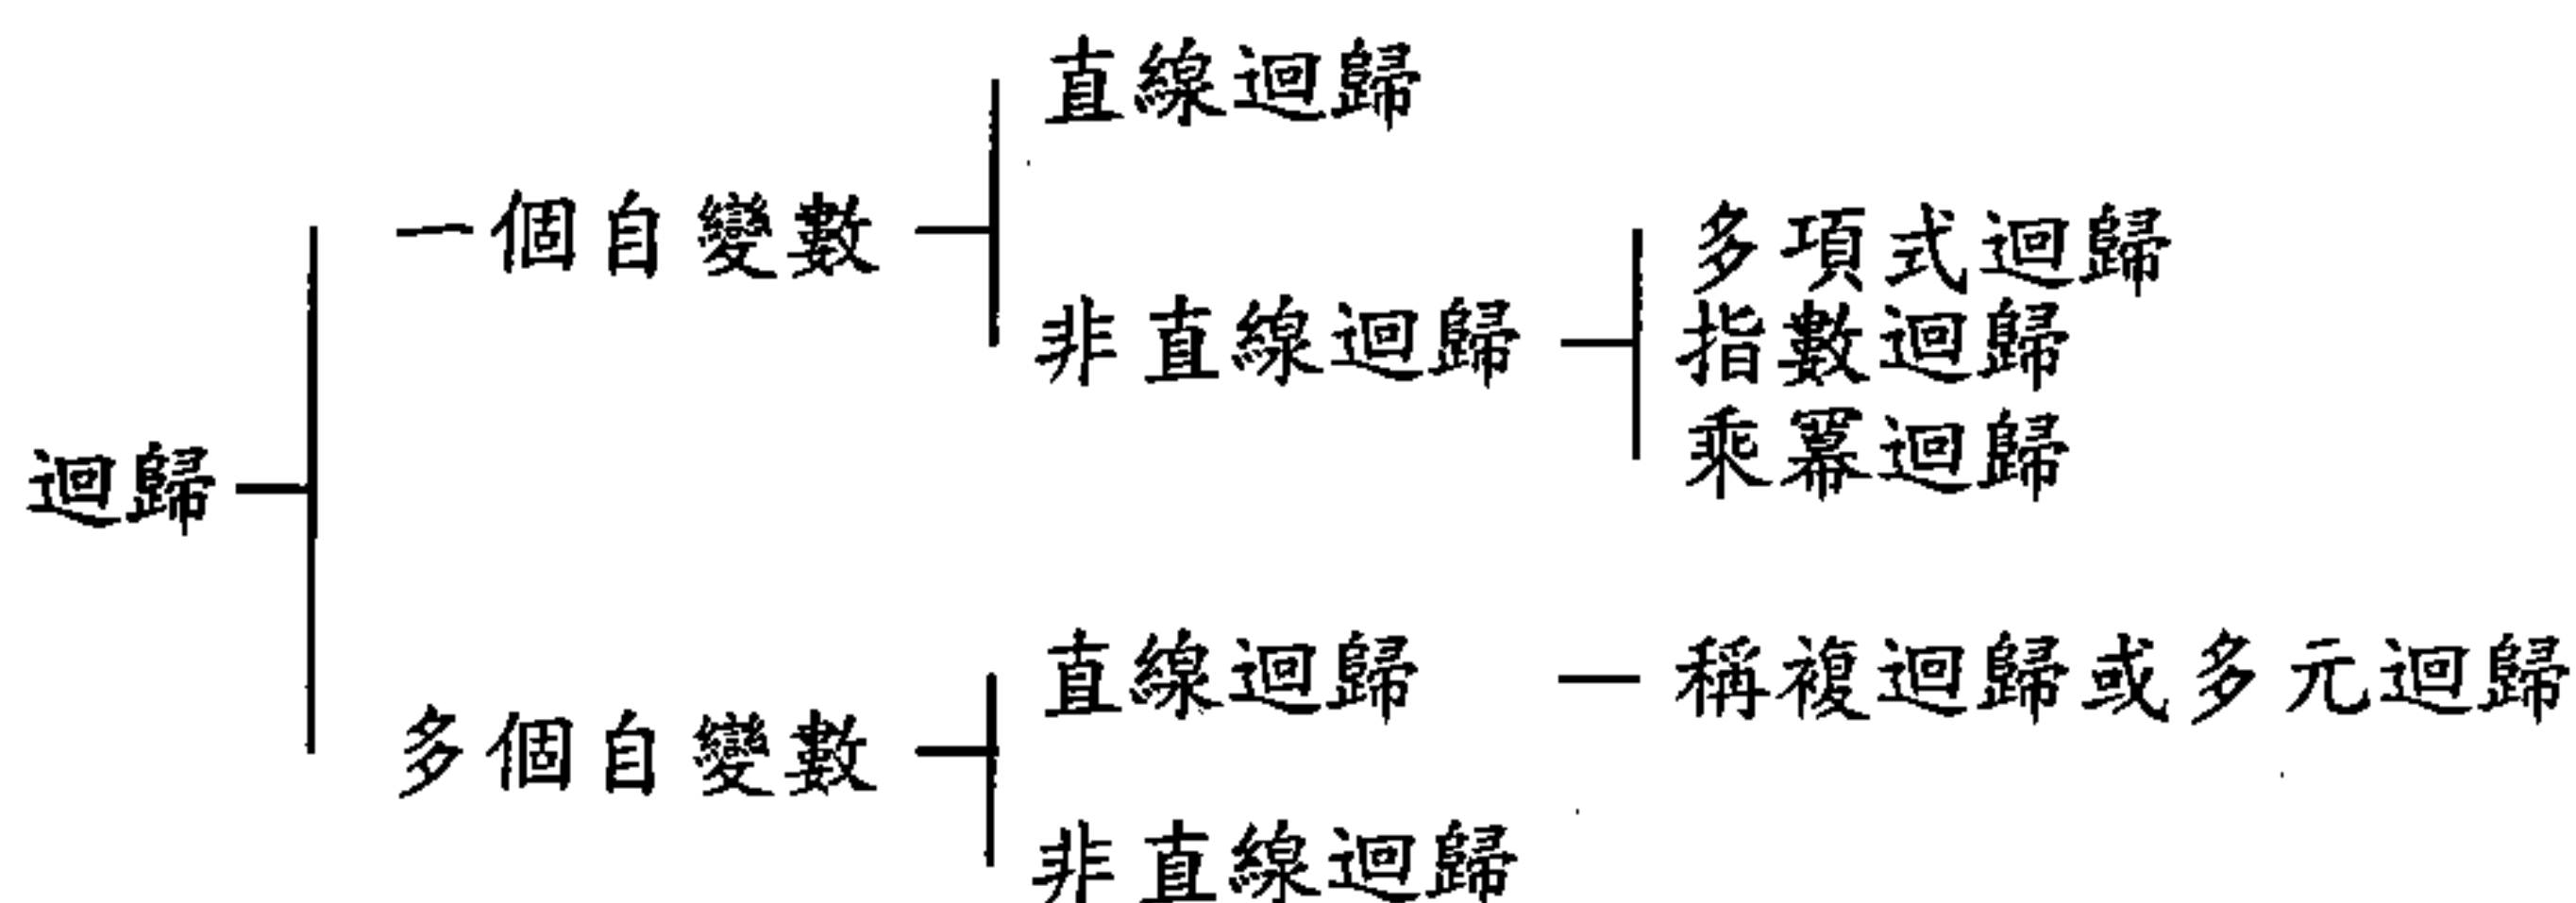 直線迴歸
一個自變數
多項式迴歸
非直線迴歸
指數迴歸
乘冪迴歸
迴歸
直線迴歸
稱複迴歸或多元迴歸
多個自變數
非直線迴歸